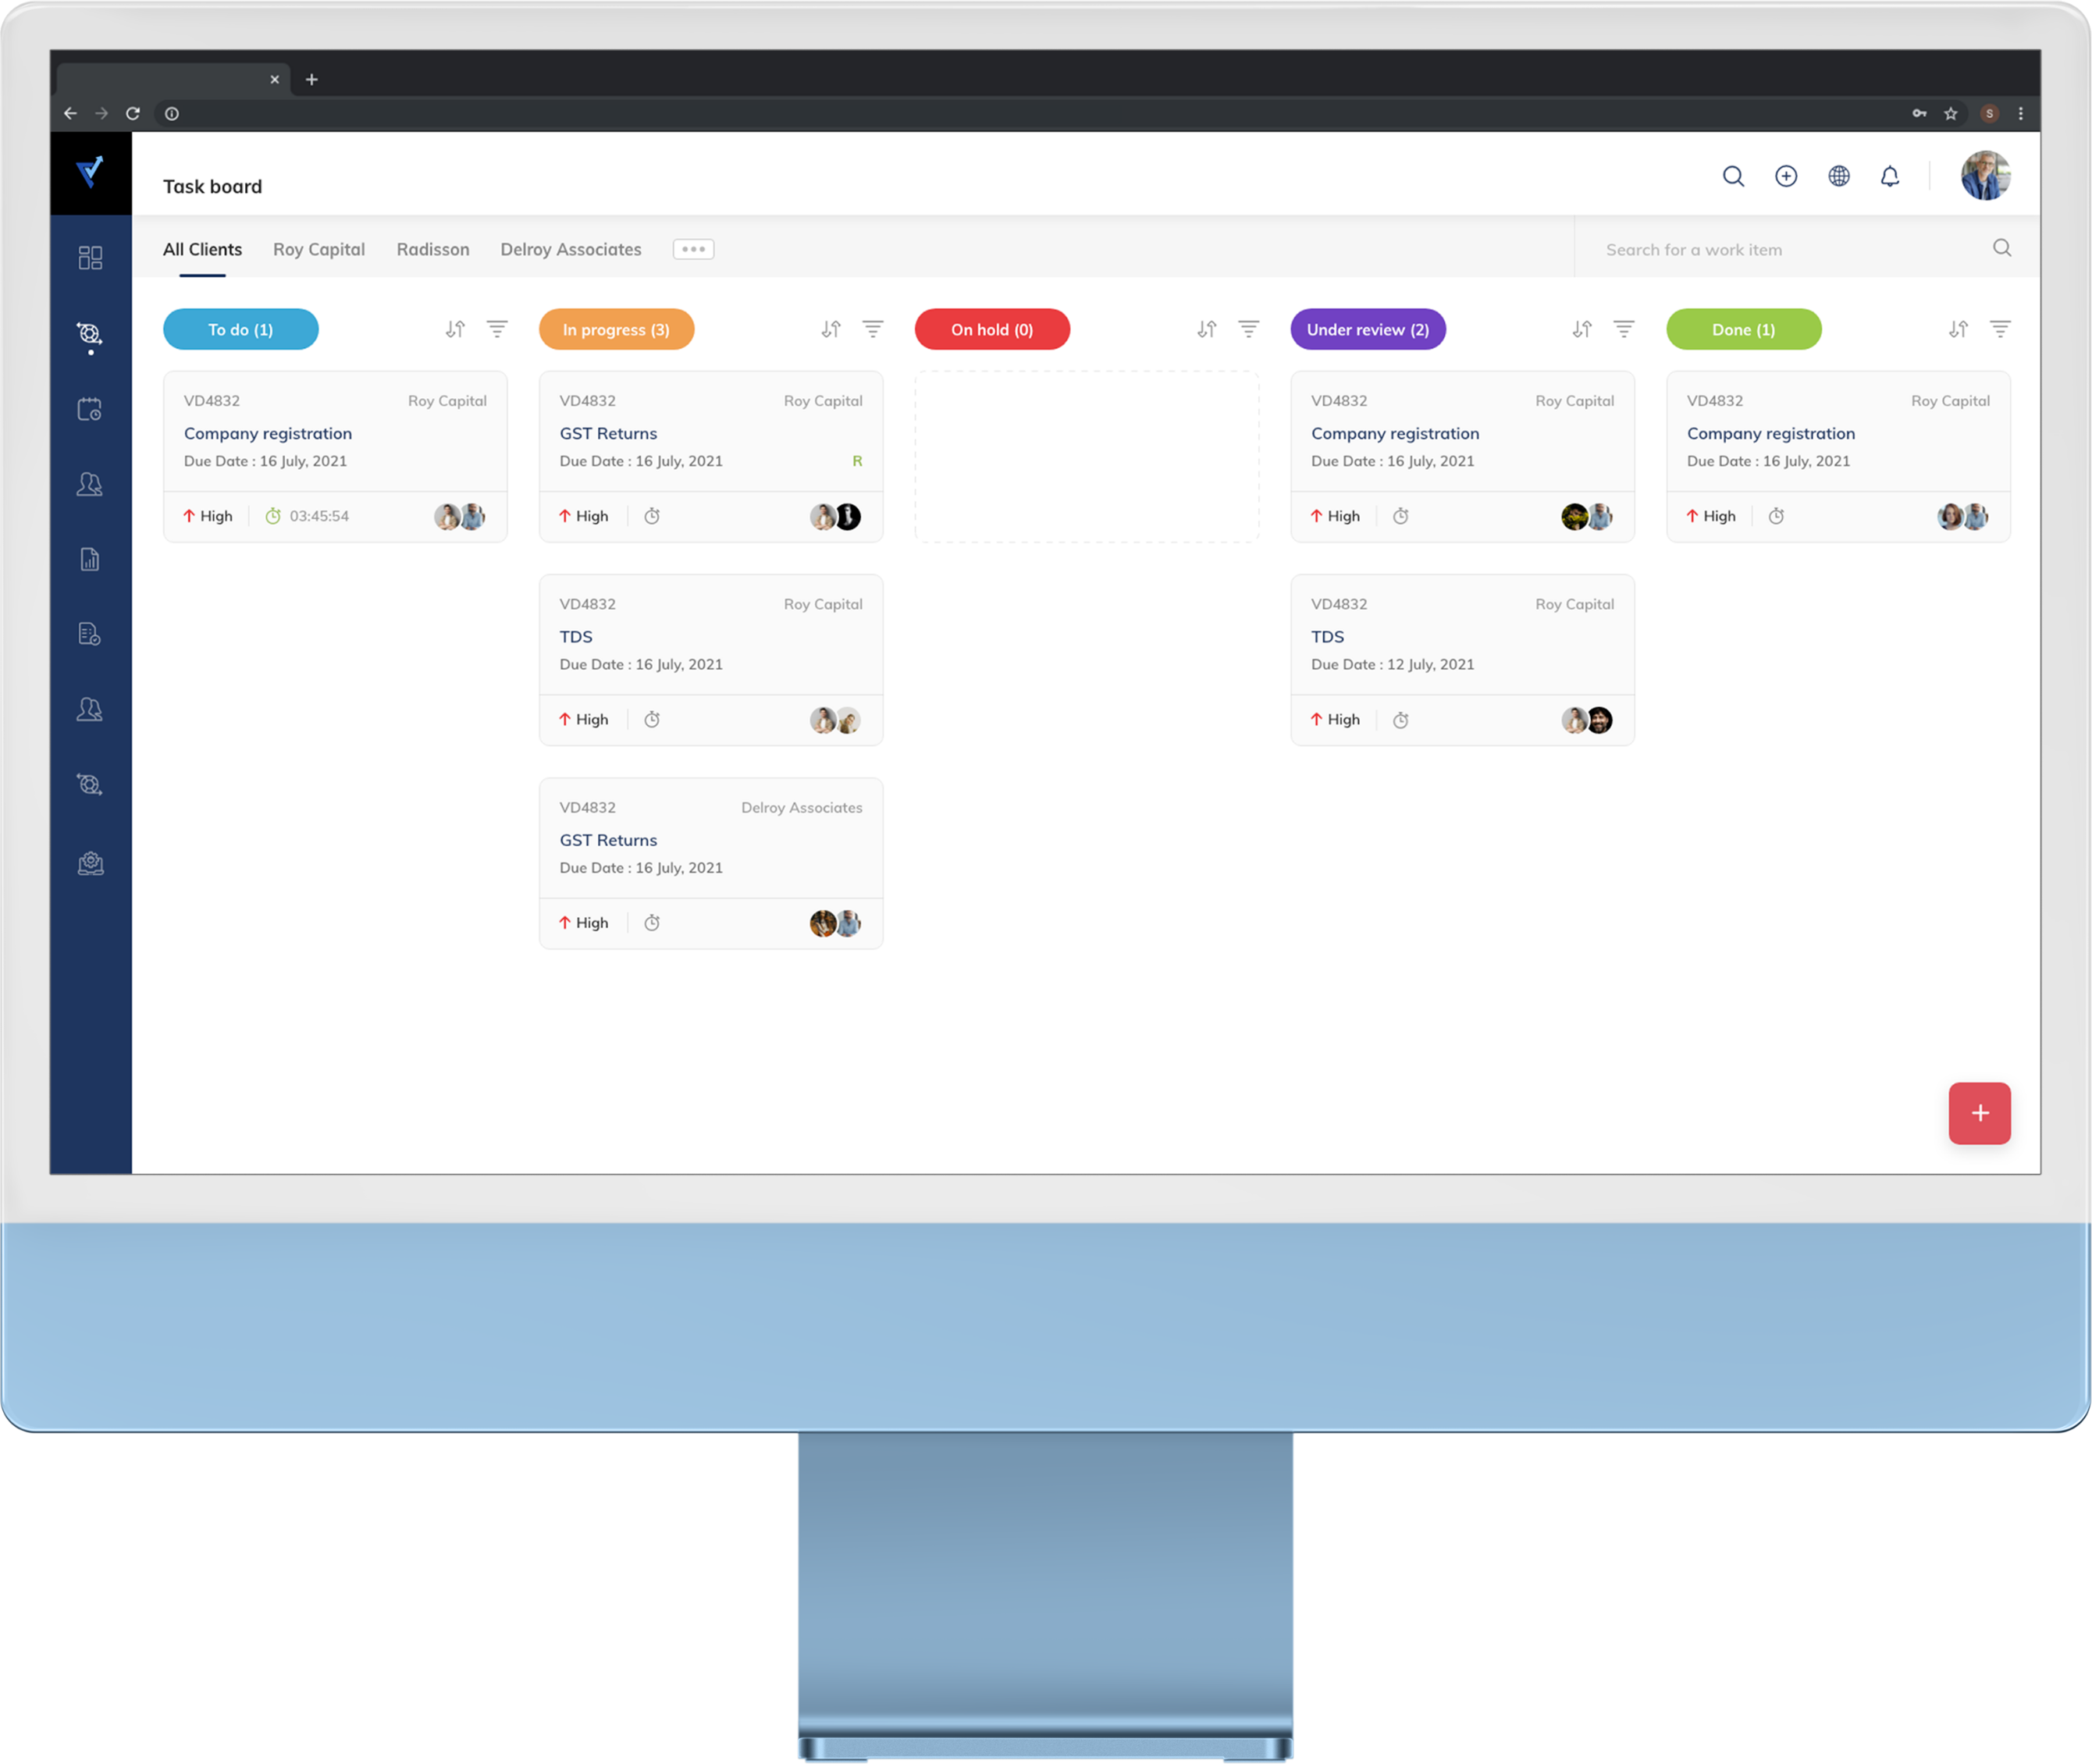 S
Task board
All Clients Roy Capital Radisson Delroy Associates
Search for a work item
To do (1)
VD4832 Roy Capital
Company registration
Due Date : 16 July, 2021
High 03:45:54
In progress (3)
VD4832 Roy Capital
GST Returns
Due Date : 16 July, 2021 R
High
VD4832 Roy Capital
TDS
Due Date : 16 July, 2021
High
VD4832 Delroy Associates
GST Returns
Due Date : 16 July, 2021
High
On hold (0)
Under review (2)
VD4832 Roy Capital
Company registration
Due Date : 16 July, 2021
High
VD4832 Roy Capital
TDS
Due Date : 12 July, 2021
High
Done (1)
VD4832 Roy Capital
Company registration
Due Date : 16 July, 2021
High